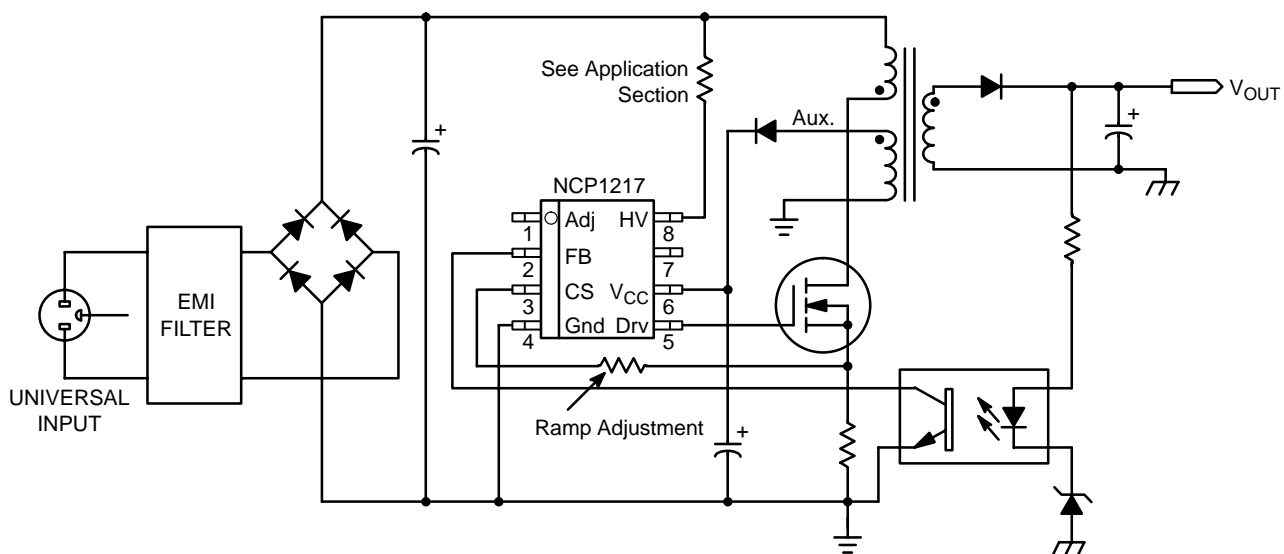 See Application
Section
+
Aux.
VOUT
+
NCP1217
Adj HV
1 8
FB
2 7
CS VCC
3 6
Gnd Drv
4 5
EMI
FILTER
UNIVERSAL
INPUT
Ramp Adjustment
+